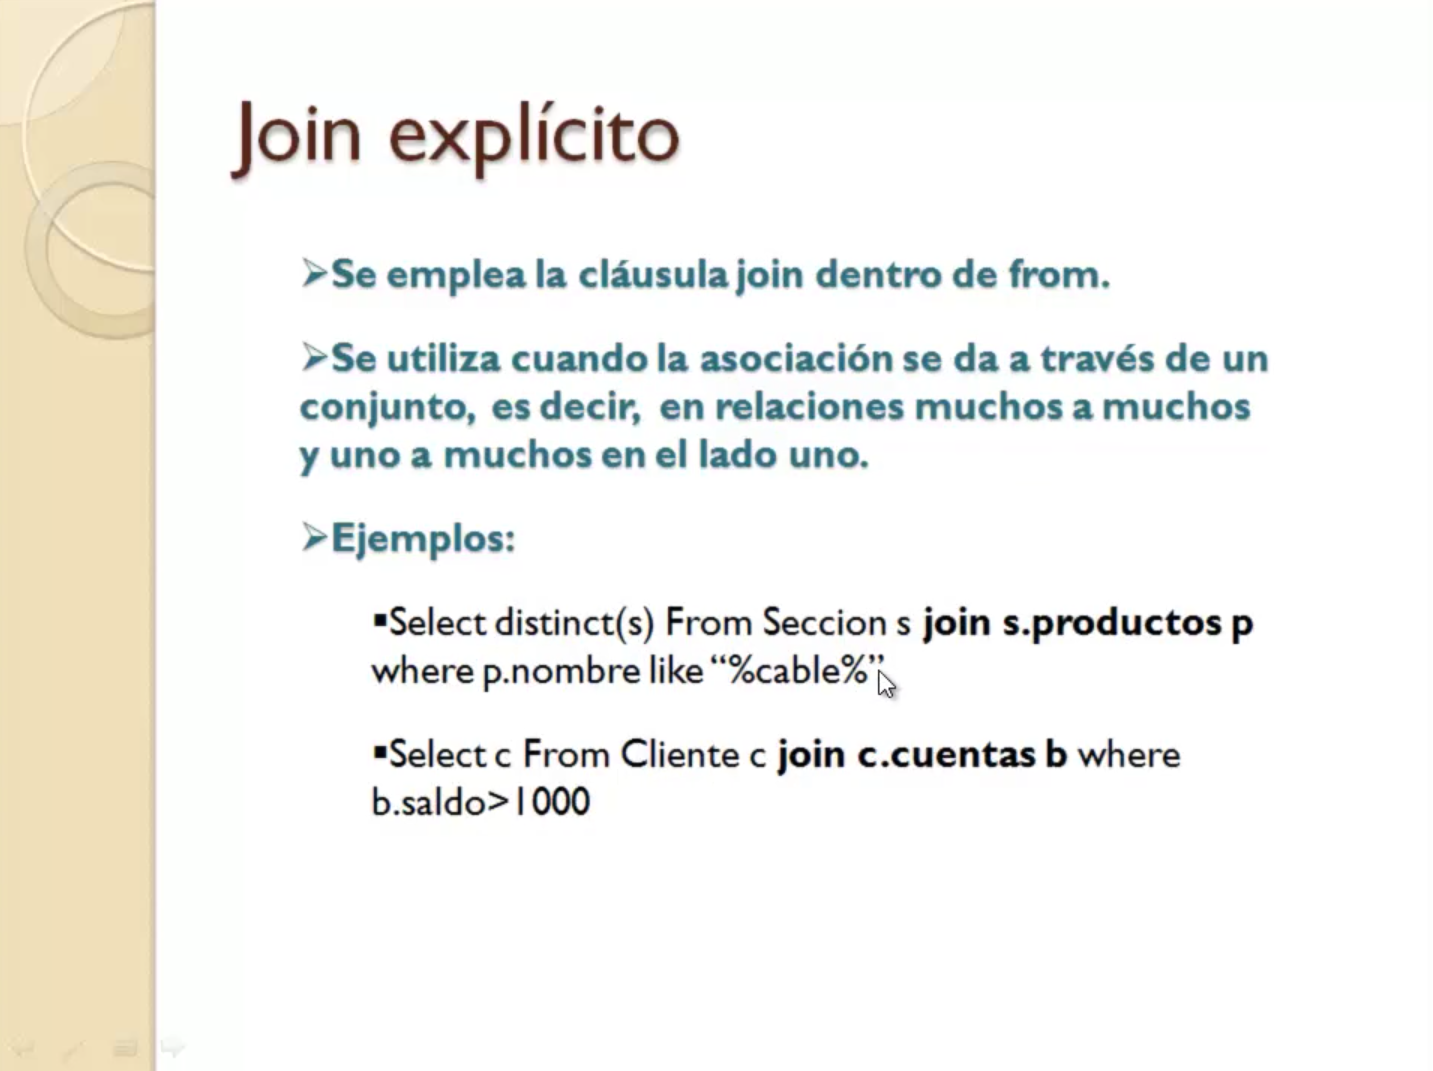 Join explícito
➢Se emplea la cláusula join dentro de from.
➢Se utiliza cuando la asociación se da a través de un
conjunto, es decir, en relaciones muchos a muchos
y uno a muchos en el lado uno.
➢Ejemplos:
▪Select distinct(s) From Seccion s join s.productos p
where p.nombre like “%cable%”
▪Select c From Cliente c join c.cuentas b where
b.saldo>1000